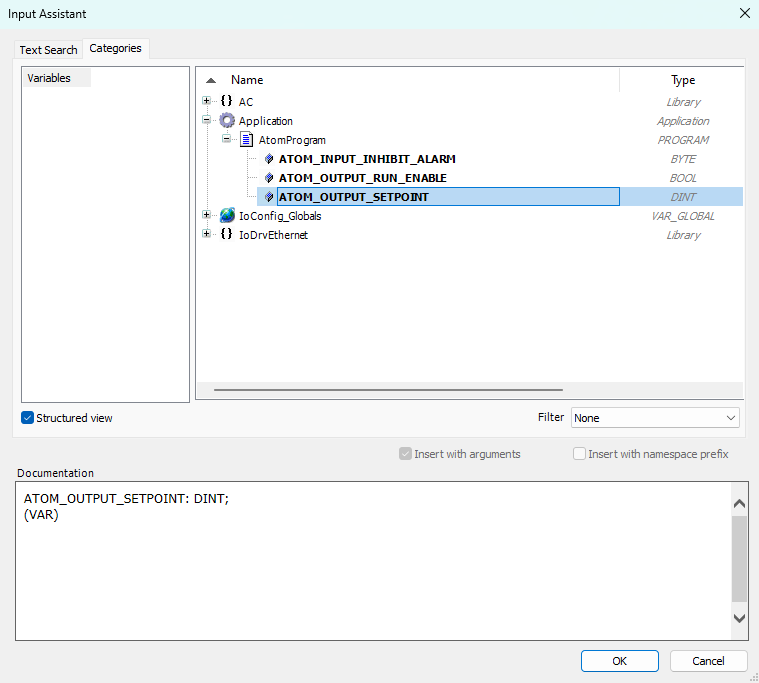 Input Assistant
Text Search Categories
Variables
Name Type
AC Library
Application Application
AtomProgram PROGRAM
ATOM_INPUT_INHIBIT_ALARM BYTE
ATOM_OUTPUT_RUN_ENABLE BOOL
ATOM_OUTPUT_SETPOINT DINT
IoConfig_Globals VAR_GLOBAL
IoDrvEthernet Library
Structured view
Filter None
Insert with arguments Insert with namespace prefix
Documentation
ATOM_OUTPUT_SETPOINT: DINT;
(VAR)
OK Cancel